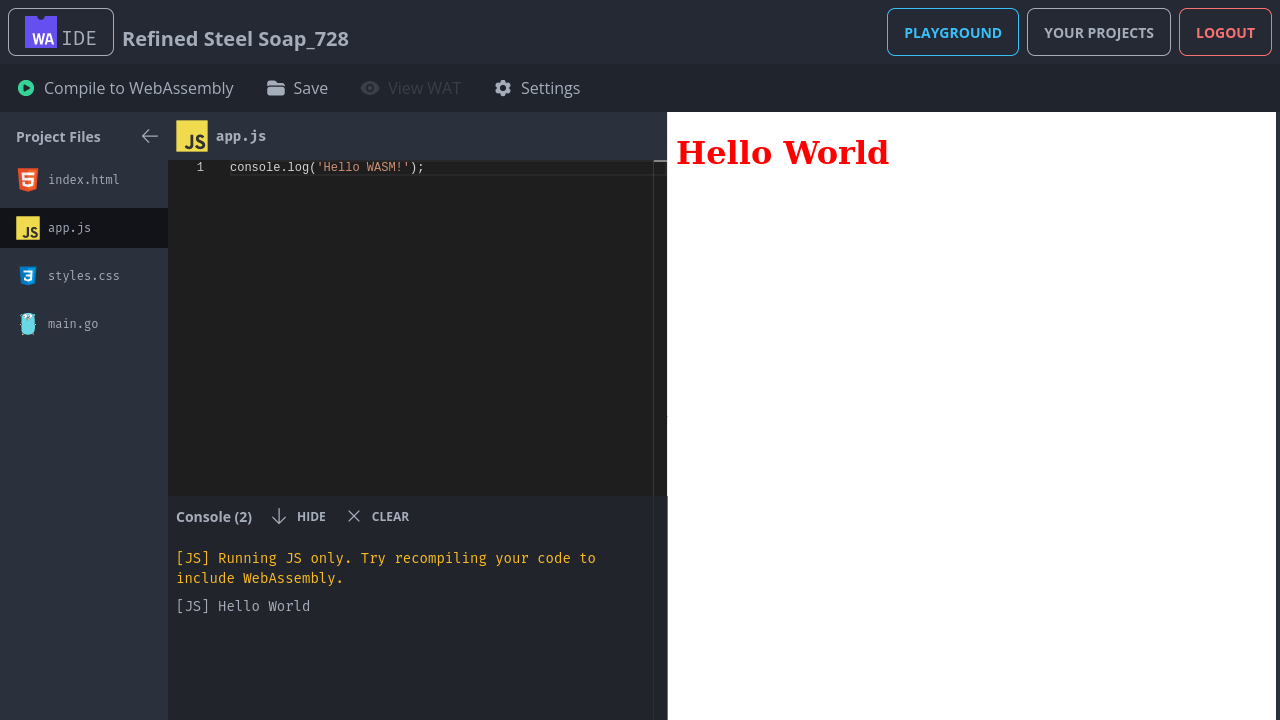 WA IDE
Refined Steel Soap_728
PLAYGROUND
YOUR PROJECTS
LOGOUT
Compile to WebAssembly
Save
View WAT
Settings
Project Files
index.html
JS app.js
styles.css
main.go
JS app.js
1 console.log('Hello WASM!');
Console (2)
HIDE
CLEAR
[JS] Running JS only. Try recompiling your code to
include WebAssembly.
[JS] Hello World
Hello World